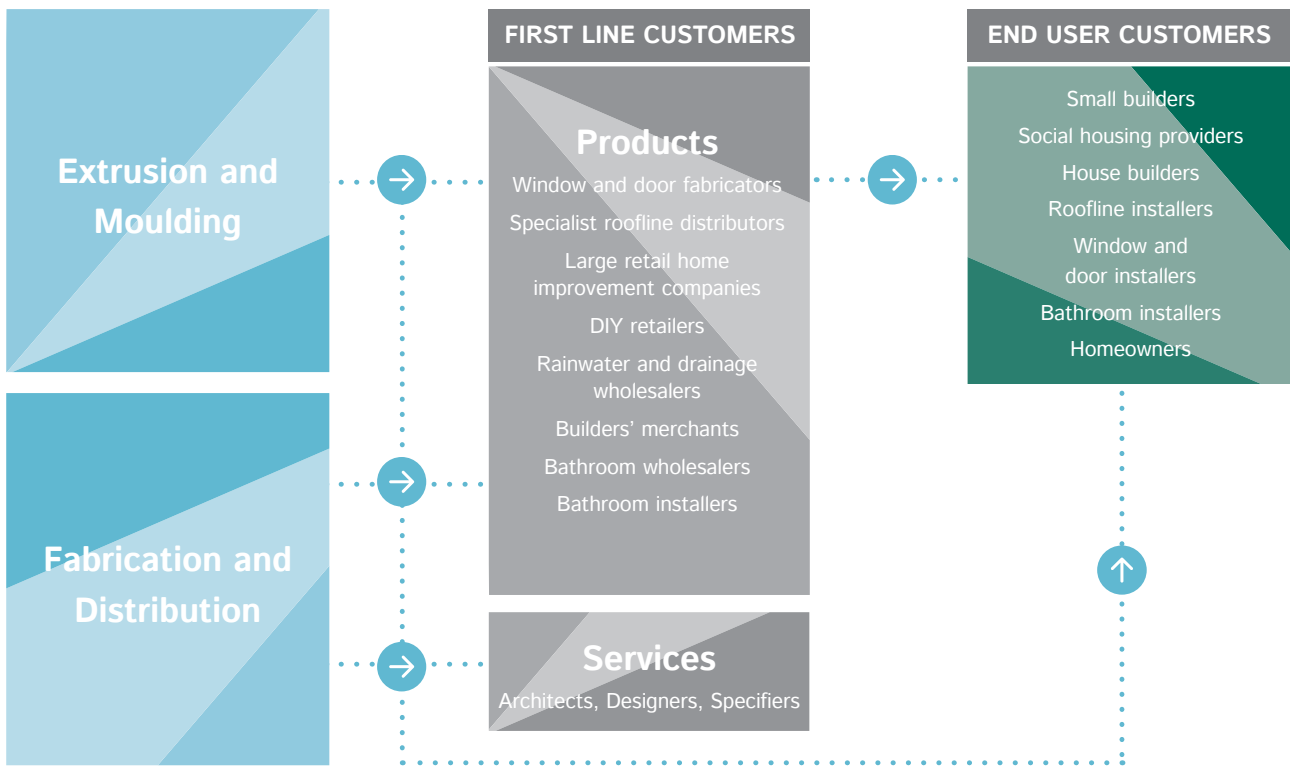 Extrusion and
Moulding
Fabrication and
Distribution
FIRST LINE CUSTOMERS
Products
Window and door fabricators
Specialist roofline distributors
Large retail home
improvement companies
DIY retailers
Rainwater and drainage
wholesalers
Builders’ merchants
Bathroom wholesalers
Bathroom installers
Services
Architects, Designers, Specifiers
END USER CUSTOMERS
Small builders
Social housing providers
House builders
Roofline installers
Window and
door installers
Bathroom installers
Homeowners